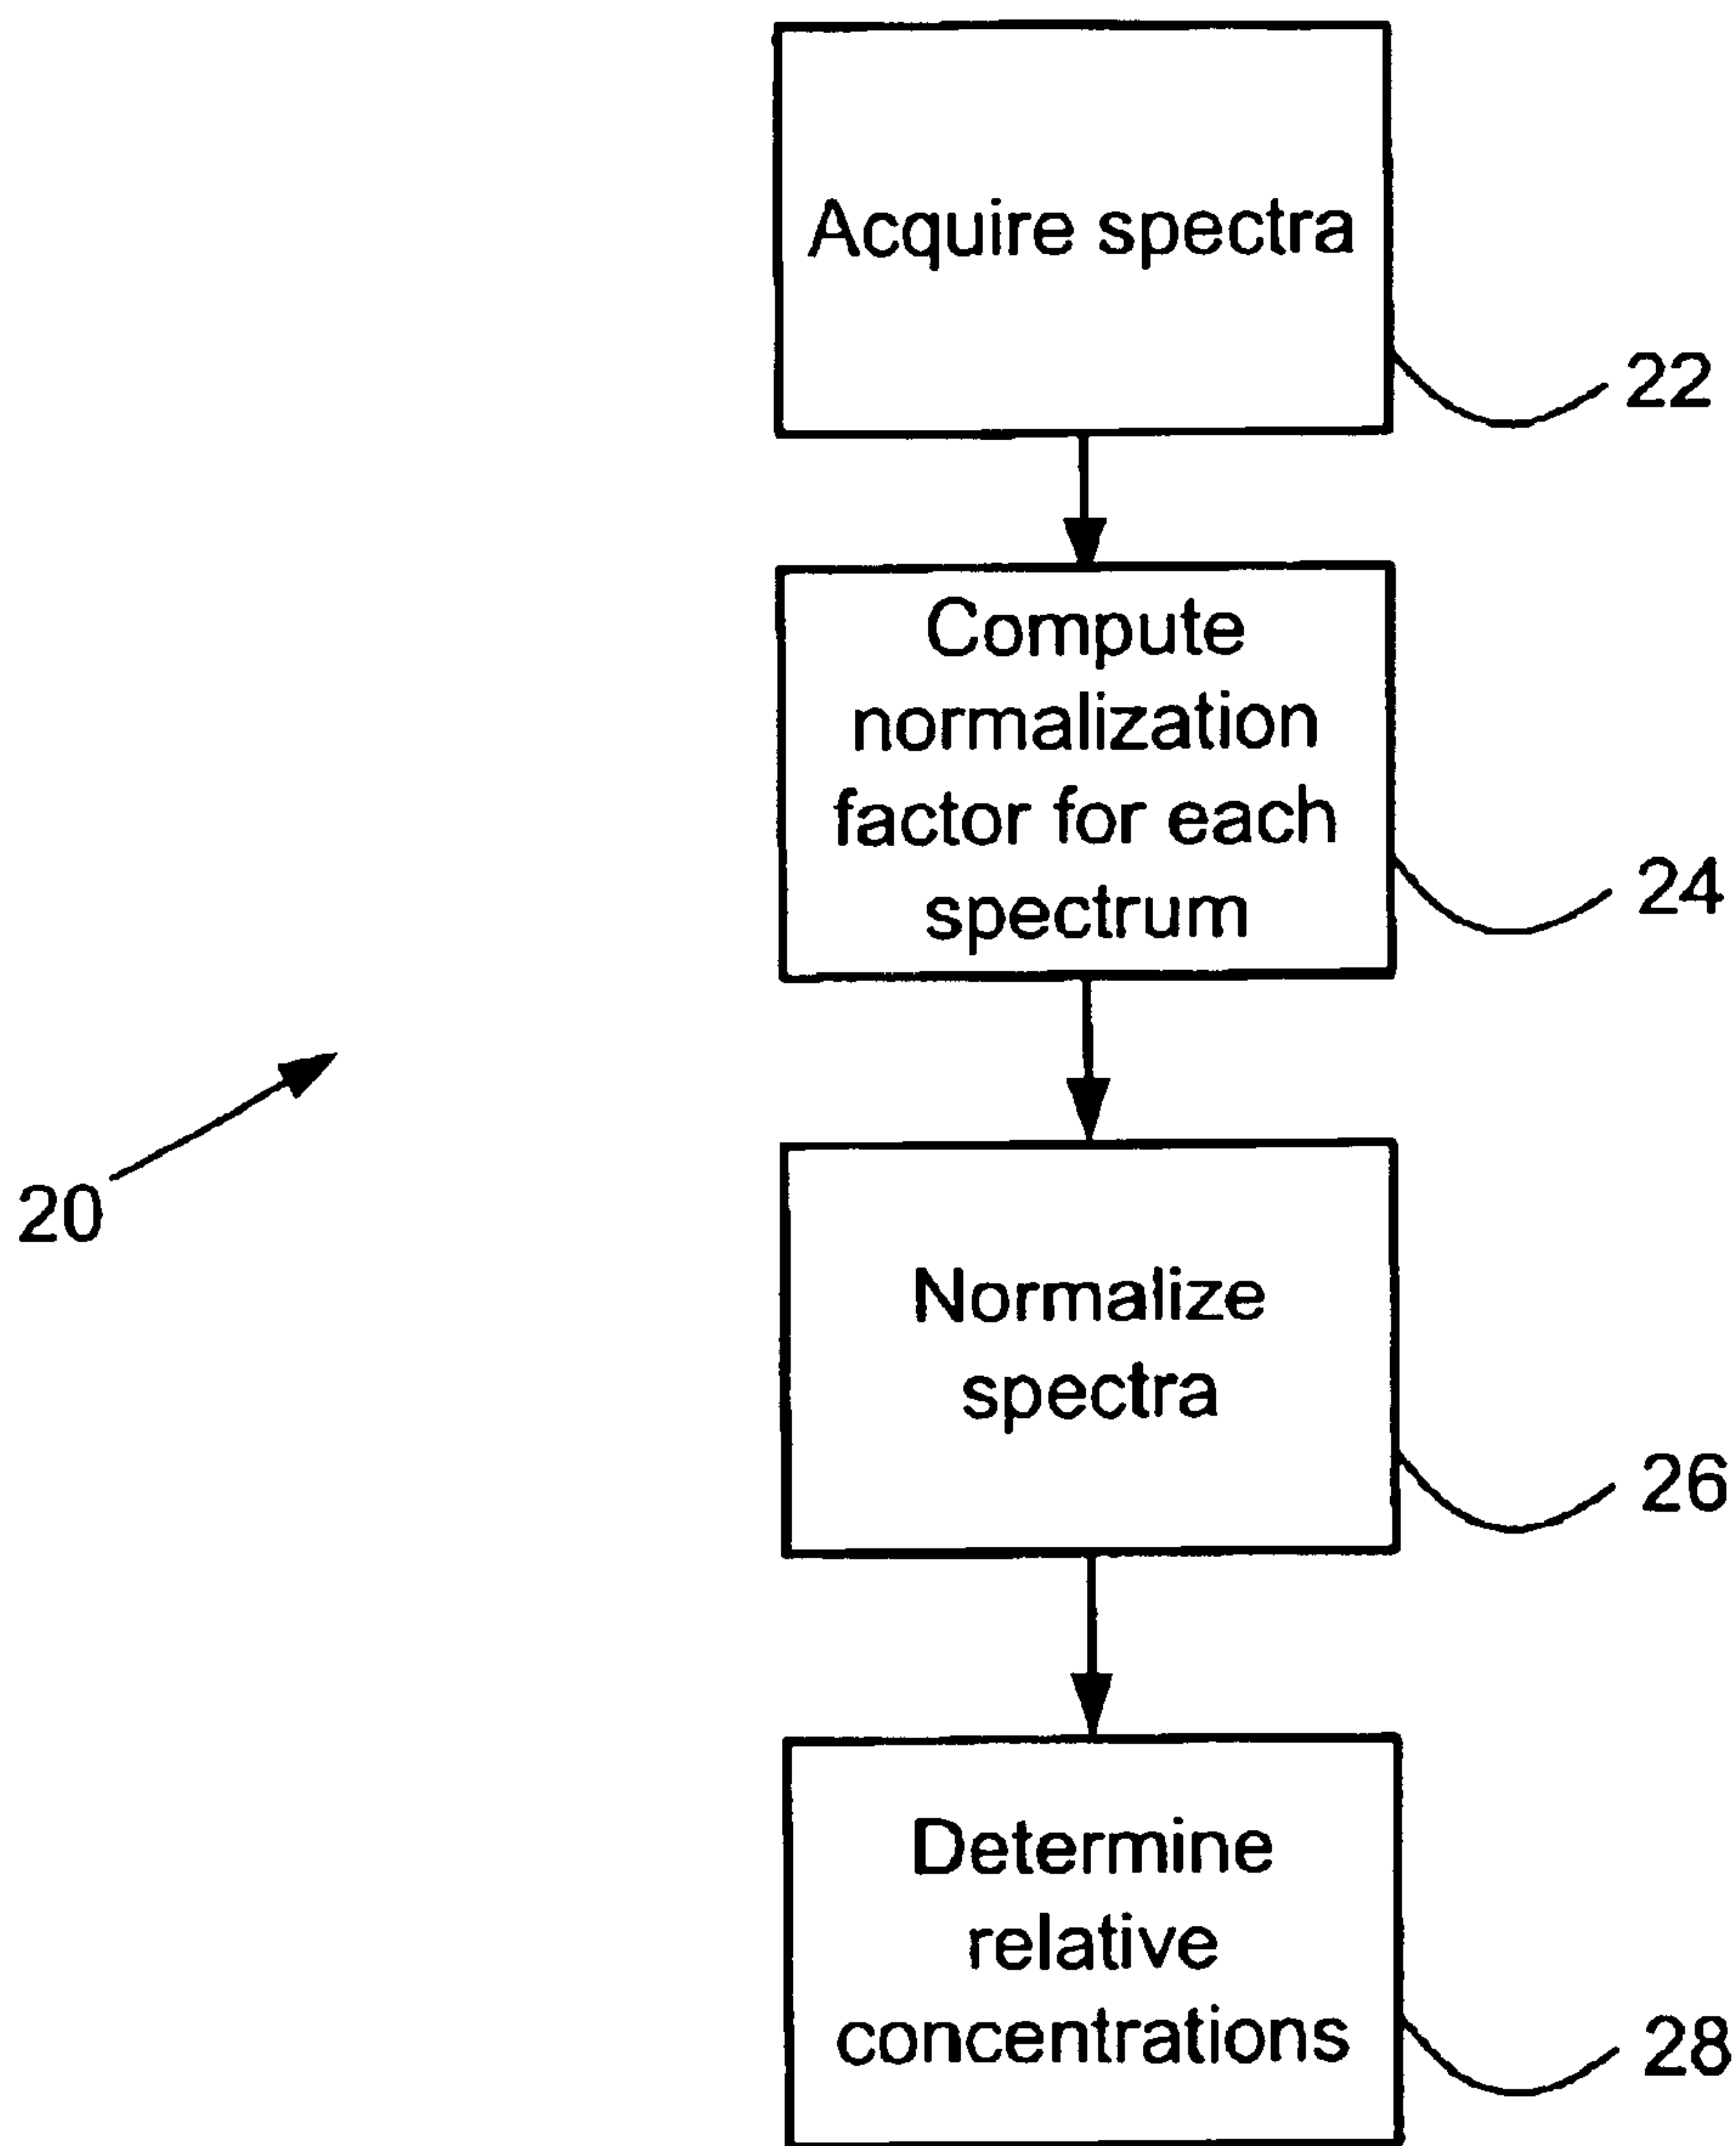 Acquire spectra
22
Compute
normalization
factor for each
spectrum
24
20
Normalize
spectra
26
Determine
relative
concentrations
28